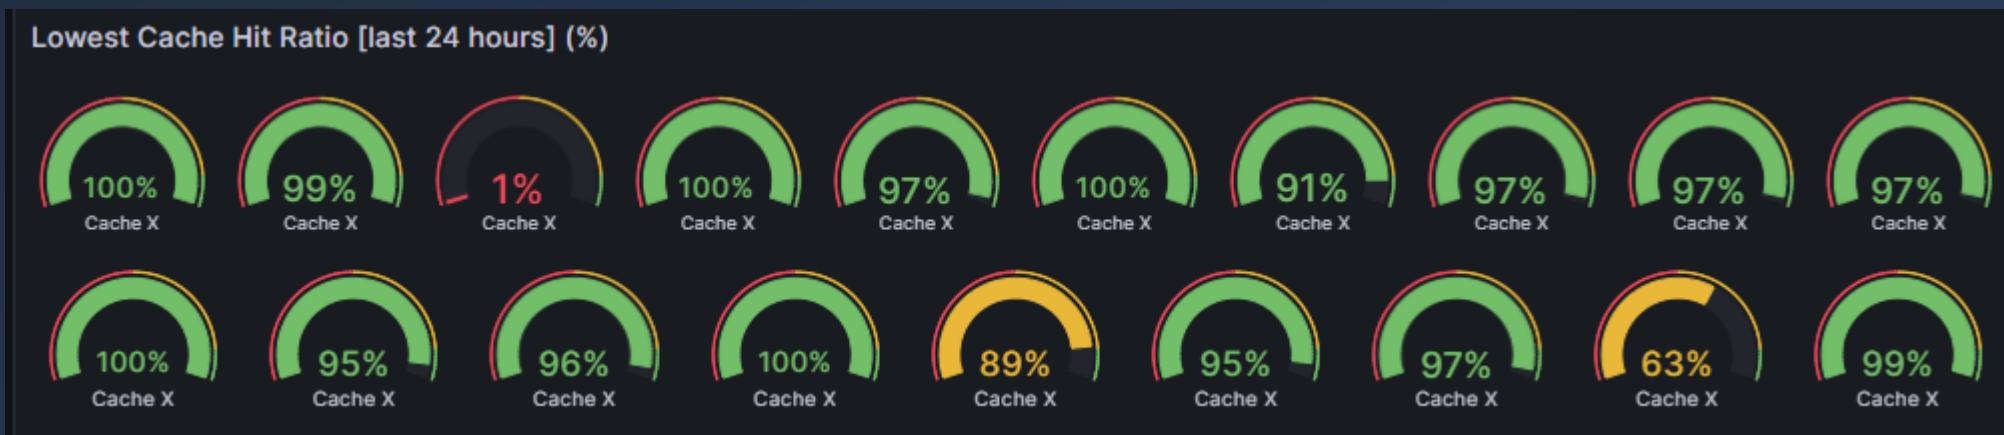 Lowest Cache Hit Ratio [last 24 hours] (%)
100% 99% 1% 100% 97% 100% 91% 97% 97% 97%
Cache X Cache X Cache X Cache X Cache X Cache X Cache X Cache X Cache X Cache X
100% 95% 96% 100% 89% 95% 97% 63% 99%
Cache X Cache X Cache X Cache X Cache X Cache X Cache X Cache X Cache X